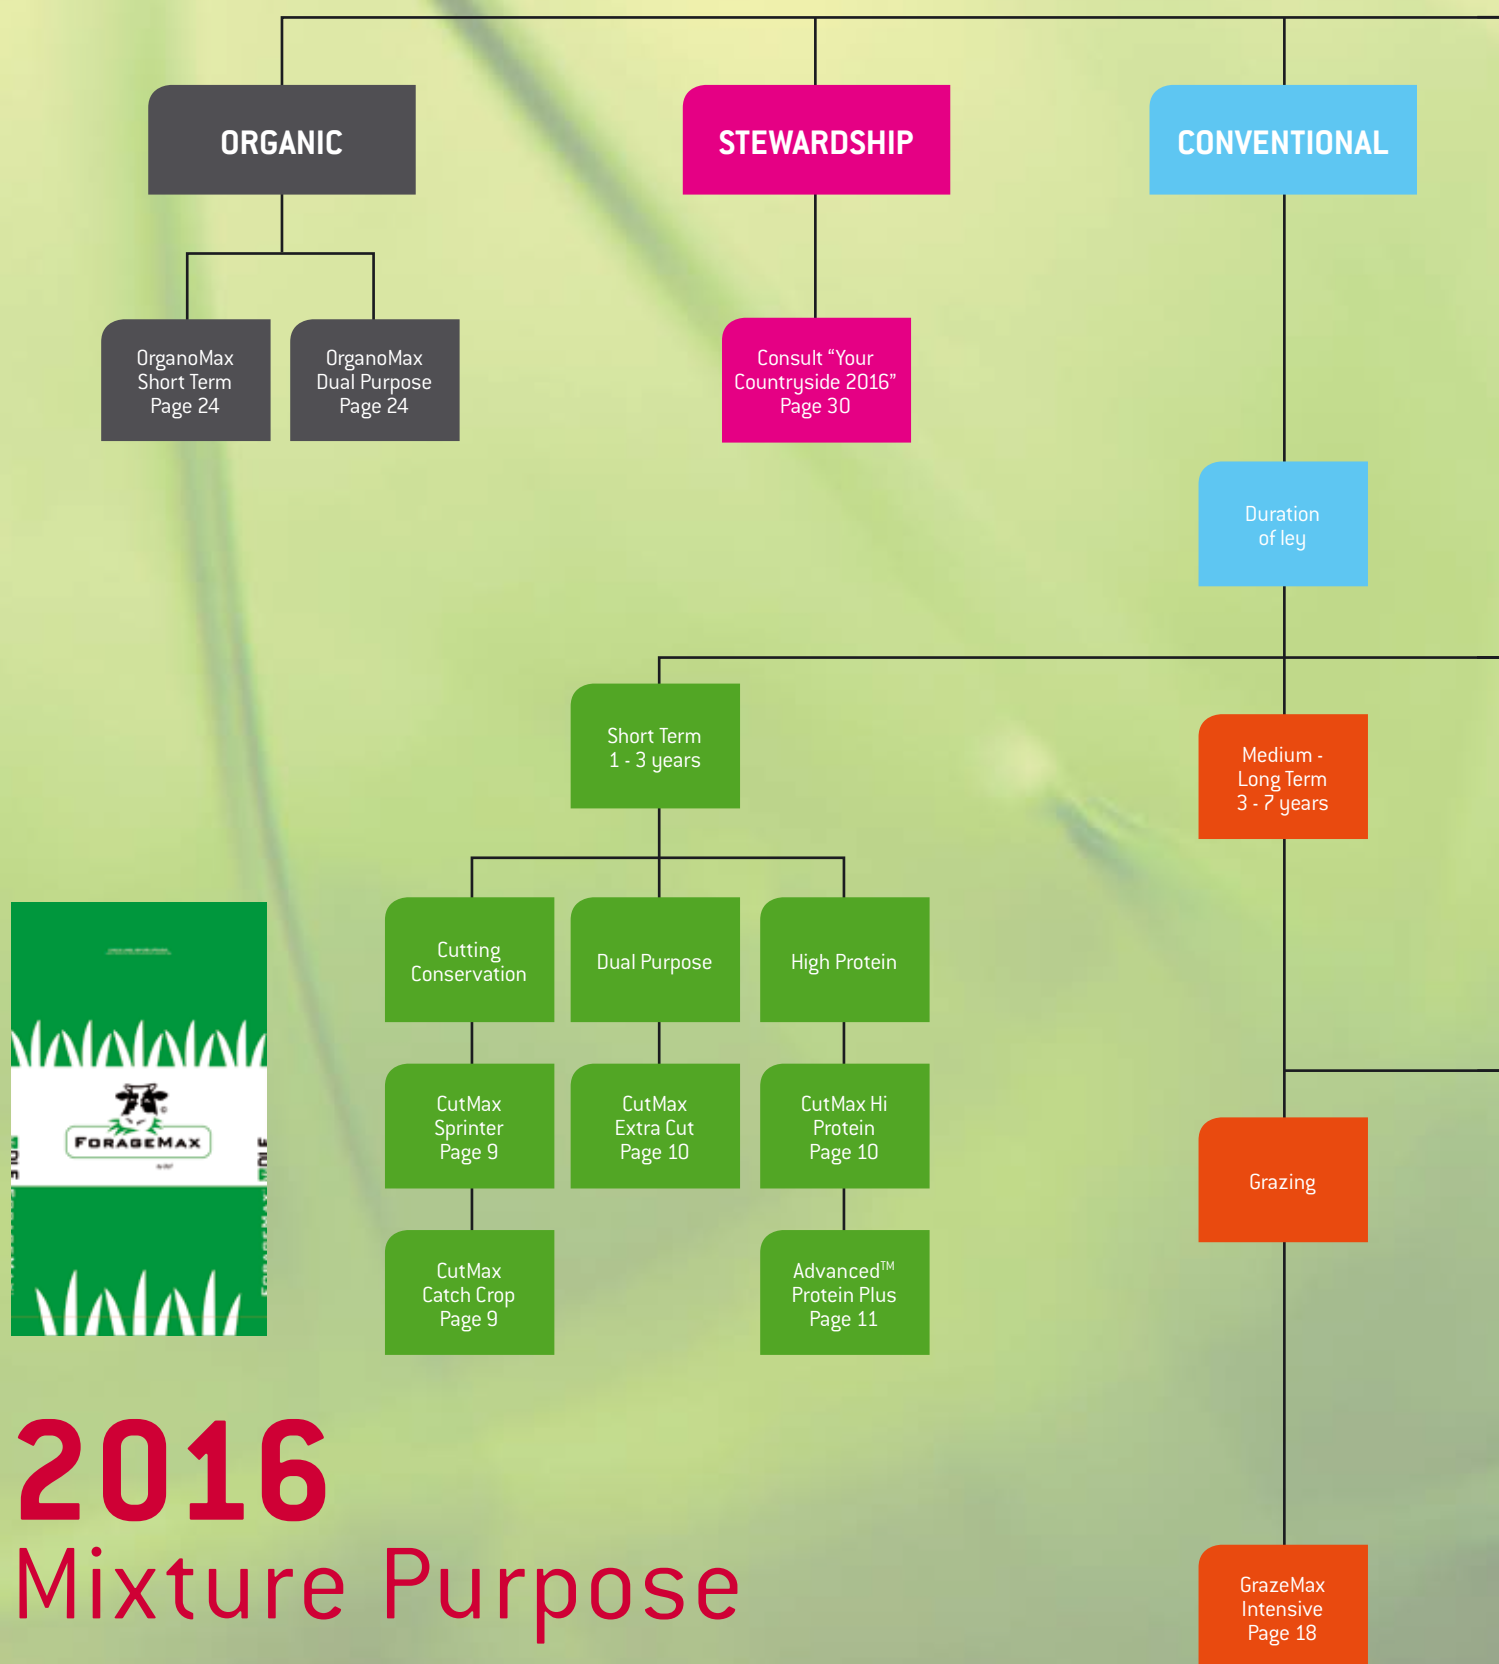 ORGANIC
STEWARDSHIP
CONVENTIONAL
OrganoMax
Short Term
Page 24
OrganoMax
Dual Purpose
Page 24
Consult “Your
Countryside 2016”
Page 30
Duration
of ley
Short Term
1 - 3 years
Medium -
Long Term
3 - 7 years
Cutting
Conservation
Dual Purpose
High Protein
CutMax
Sprinter
Page 9
CutMax
Extra Cut
Page 10
CutMax Hi
Protein
Page 10
Grazing
CutMax
Catch Crop
Page 9
Advanced™
Protein Plus
Page 11
GrazeMax
Intensive
Page 18
FORAGEMAX
FORAGEMAX
2016
Mixture Purpose